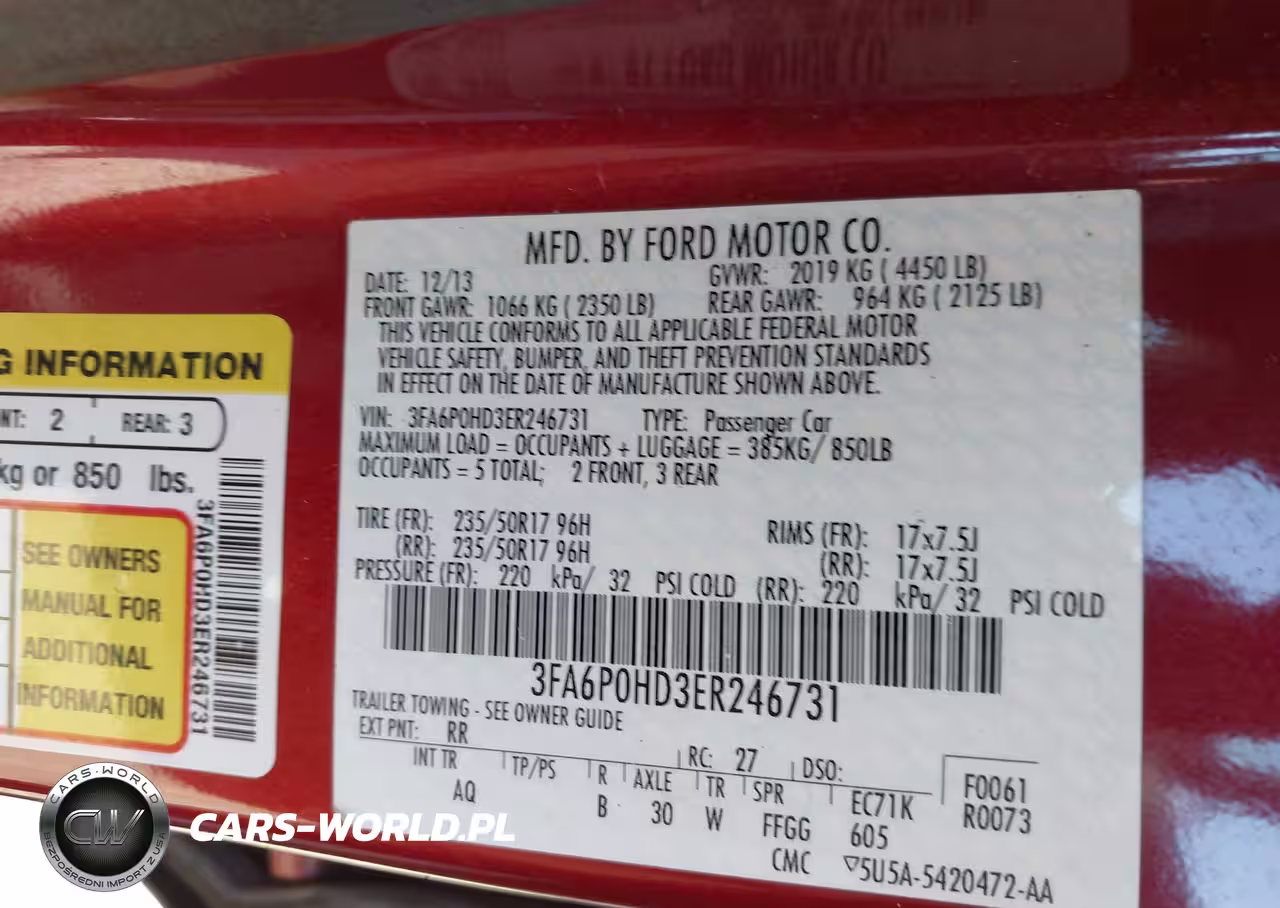 MFD. BY FORD MOTOR CO.
DATE: 12/13 GVWR: 2019 KG ( 4450 LB)
FRONT GAWR: 1066 KG ( 2350 LB) REAR GAWR: 964 KG ( 2125 LB)
THIS VEHICLE CONFORMS TO ALL APPLICABLE FEDERAL MOTOR
VEHICLE SAFETY, BUMPER, AND THEFT PREVENTION STANDARDS
IN EFFECT ON THE DATE OF MANUFACTURE SHOWN ABOVE.
VIN: 3FA6P0HD3ER246731 TYPE: Passenger Car
MAXIMUM LOAD = OCCUPANTS + LUGGAGE = 385KG/ 850LB
OCCUPANTS = 5 TOTAL; 2 FRONT, 3 REAR
TIRE (FR): 235/50R17 96H RIMS (FR): 17x7.5J
(RR): 235/50R17 96H (RR): 17x7.5J
PRESSURE (FR): 220 kPa/ 32 PSI COLD (RR): 220 kPa/ 32 PSI COLD
3FA6P0HD3ER246731
TRAILER TOWING - SEE OWNER GUIDE
EXT PNT: RR RC: 27 DSO: F0061
INT TR TP/PS R AXLE TR SPR EC71K R0073
AQ B 30 W FFGG 605
CMC ▽5U5A-5420472-AA
G INFORMATION
NT: 2 REAR: 3
kg or 850 lbs.
SEE OWNERS
MANUAL FOR
ADDITIONAL
INFORMATION
3FA6P0HD3ER246731
CARS-WORLD
CW
BEZPOŚREDNI IMPORT Z USA
CARS-WORLD.PL